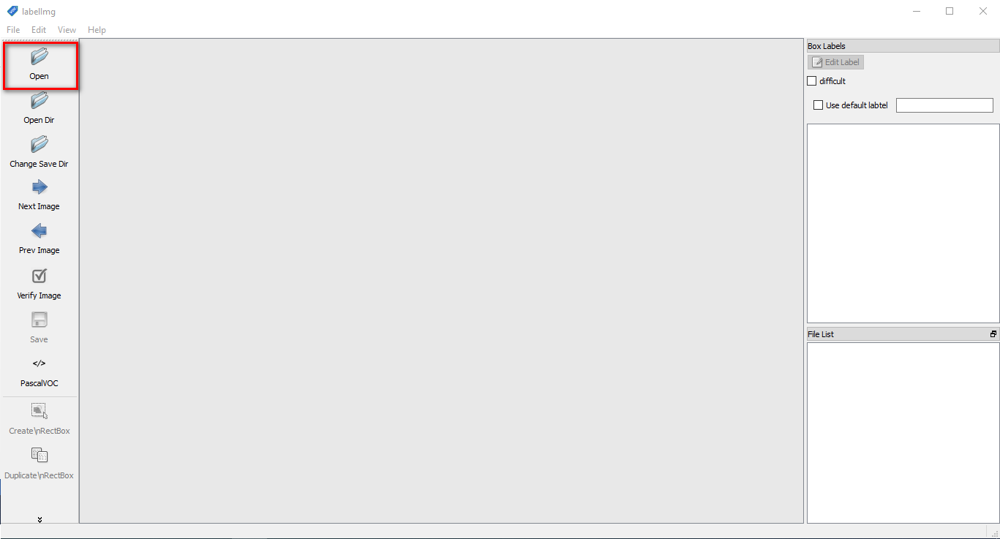 labelImg
File Edit View Help
Open
Open Dir
Change Save Dir
Next Image
Prev Image
Verify Image
Save
</>
PascalVOC
Create\nRectBox
Duplicate\nRectBox
Box Labels
Edit Label
difficult
Use default labtel
File List